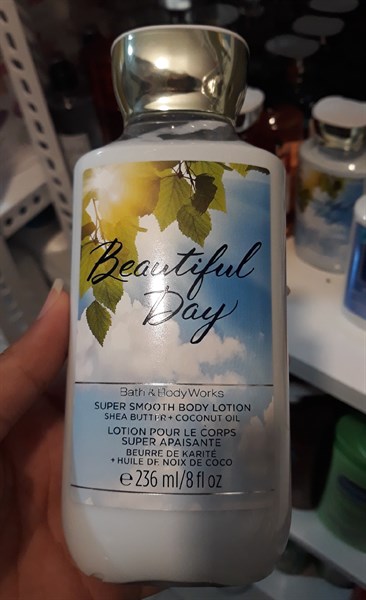 Beautiful
Day
Bath & Body Works
SUPER SMOOTH BODY LOTION
SHEA BUTTER + COCONUT OIL
LOTION POUR LE CORPS
SUPER APAISANTE
BEURRE DE KARITÉ
+ HUILE DE NOIX DE COCO
℮ 236 ml/8 fl oz